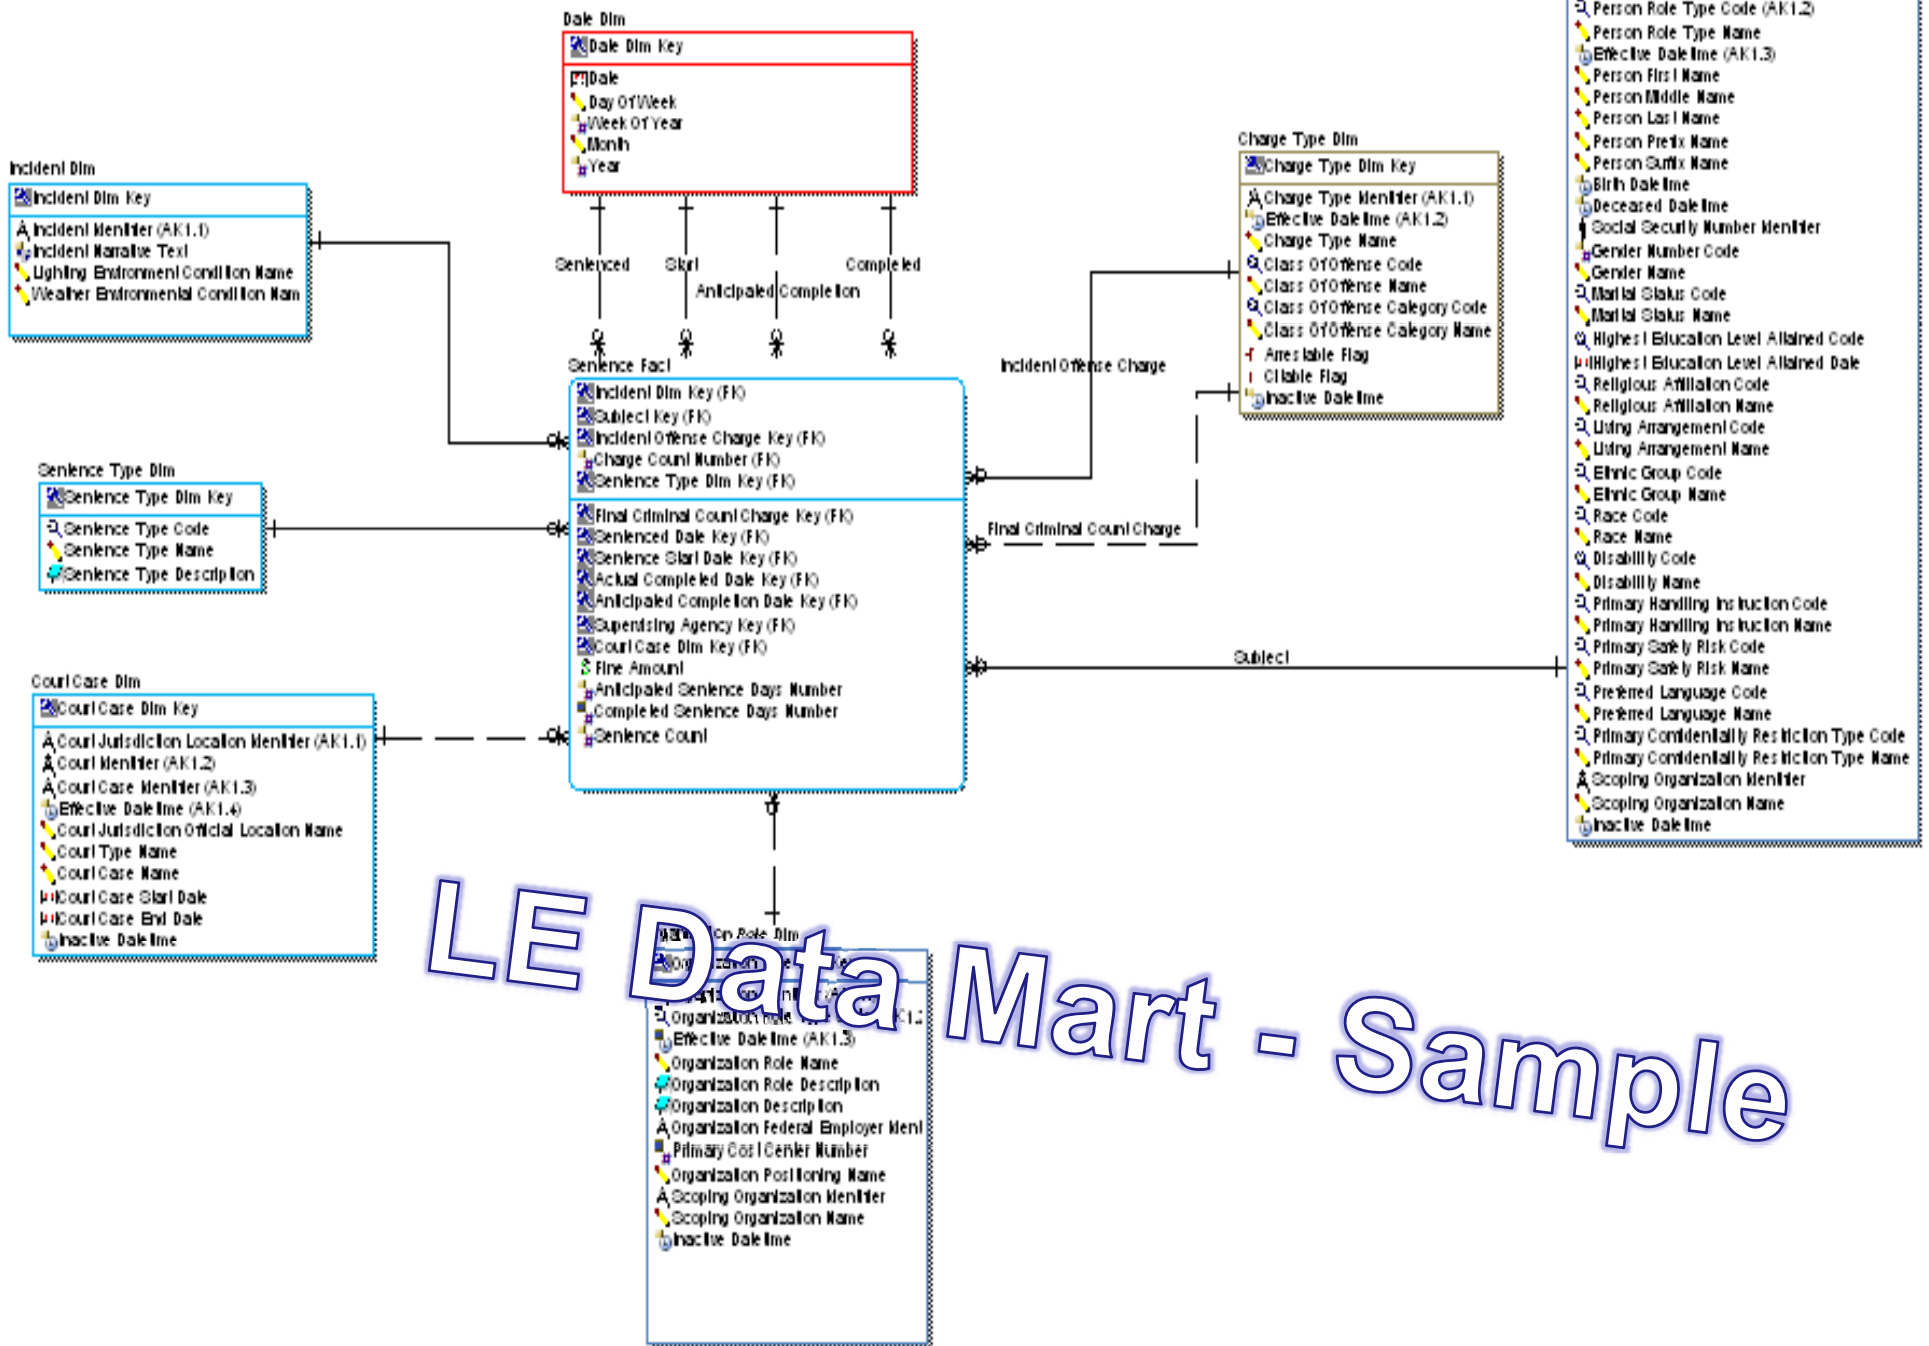 Date Dim
Date Dim Key
Date
Day Of Week
Week Of Year
Month
Year
Incident Dim
Incident Dim Key
Incident Identifier (AK1.1)
Incident Narrative Text
Lighting Environment Condition Name
Weather Environmental Condition Nam
Sentenced
Start
Completed
Anticipated Completion
Charge Type Dim
Charge Type Dim Key
Charge Type Identifier (AK1.1)
Effective Datetime (AK1.2)
Charge Type Name
Class Of Offense Code
Class Of Offense Name
Class Of Offense Category Code
Class Of Offense Category Name
Arrestable Flag
Citable Flag
Inactive Datetime
Incident Offense Charge
Final Criminal Count Charge
Subject
Sentence Fact
Incident Dim Key (FK)
Subject Key (FK)
Incident Offense Charge Key (FK)
Charge Count Number (FK)
Sentence Type Dim Key (FK)
Final Criminal Count Charge Key (FK)
Sentenced Date Key (FK)
Sentence Start Date Key (FK)
Actual Completed Date Key (FK)
Anticipated Completion Date Key (FK)
Supervising Agency Key (FK)
Court Case Dim Key (FK)
Fine Amount
Anticipated Sentence Days Number
Completed Sentence Days Number
Sentence Count
Sentence Type Dim
Sentence Type Dim Key
Sentence Type Code
Sentence Type Name
Sentence Type Description
Court Case Dim
Court Case Dim Key
Court Jurisdiction Location Identifier (AK1.1)
Court Identifier (AK1.2)
Court Case Identifier (AK1.3)
Effective Datetime (AK1.4)
Court Jurisdiction Official Location Name
Court Type Name
Court Case Name
Court Case Start Date
Court Case End Date
Inactive Datetime
Person Role Type Code (AK1.2)
Person Role Type Name
Effective Datetime (AK1.3)
Person First Name
Person Middle Name
Person Last Name
Person Prefix Name
Person Suffix Name
Birth Datetime
Deceased Datetime
Social Security Number Identifier
Gender Number Code
Gender Name
Marital Status Code
Marital Status Name
Highest Education Level Attained Code
Highest Education Level Attained Date
Religious Affiliation Code
Religious Affiliation Name
Living Arrangement Code
Living Arrangement Name
Ethnic Group Code
Ethnic Group Name
Race Code
Race Name
Disability Code
Disability Name
Primary Handling Instruction Code
Primary Handling Instruction Name
Primary Safety Risk Code
Primary Safety Risk Name
Preferred Language Code
Preferred Language Name
Primary Confidentiality Restriction Type Code
Primary Confidentiality Restriction Type Name
Scoping Organization Identifier
Scoping Organization Name
Inactive Datetime
LE Data Mart - Sample
Role Dim
Organization
Effective Datetime (AK1.3)
Organization Role Name
Organization Role Description
Organization Description
Organization Federal Employer Ident
Primary Cost Center Number
Organization Positioning Name
Scoping Organization Identifier
Scoping Organization Name
Inactive Datetime